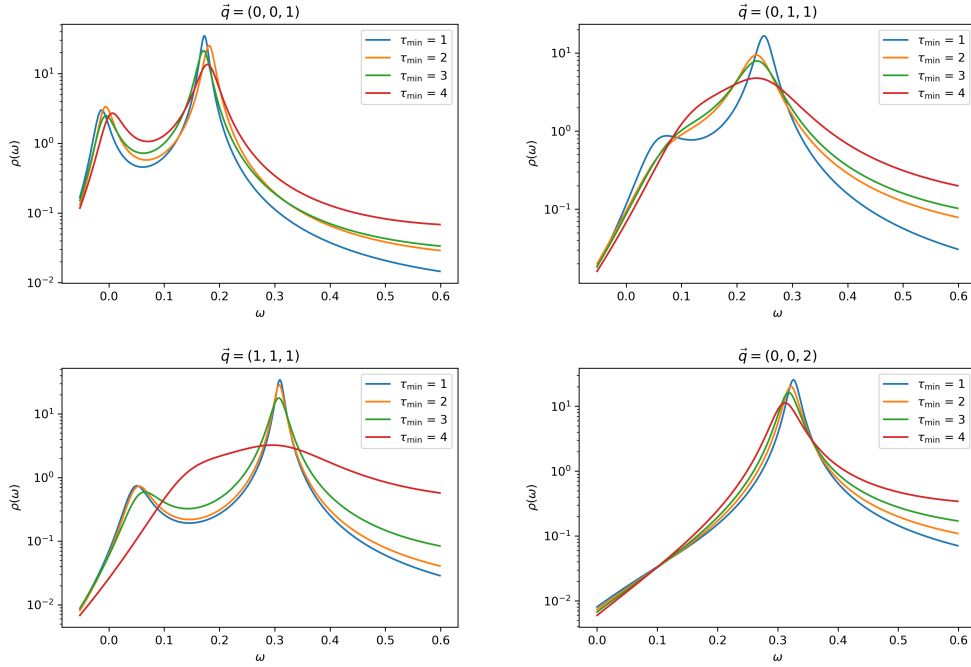 q⃗ = (0, 0, 1)
ρ(ω)
10¹
10⁰
10⁻¹
10⁻²
τmin = 1
τmin = 2
τmin = 3
τmin = 4
0.0 0.1 0.2 0.3 0.4 0.5 0.6
ω
q⃗ = (0, 1, 1)
ρ(ω)
10¹
10⁰
10⁻¹
τmin = 1
τmin = 2
τmin = 3
τmin = 4
0.0 0.1 0.2 0.3 0.4 0.5 0.6
ω
q⃗ = (1, 1, 1)
ρ(ω)
10¹
10⁰
10⁻¹
10⁻²
τmin = 1
τmin = 2
τmin = 3
τmin = 4
0.0 0.1 0.2 0.3 0.4 0.5 0.6
ω
q⃗ = (0, 0, 2)
ρ(ω)
10¹
10⁰
10⁻¹
10⁻²
τmin = 1
τmin = 2
τmin = 3
τmin = 4
0.0 0.1 0.2 0.3 0.4 0.5 0.6
ω